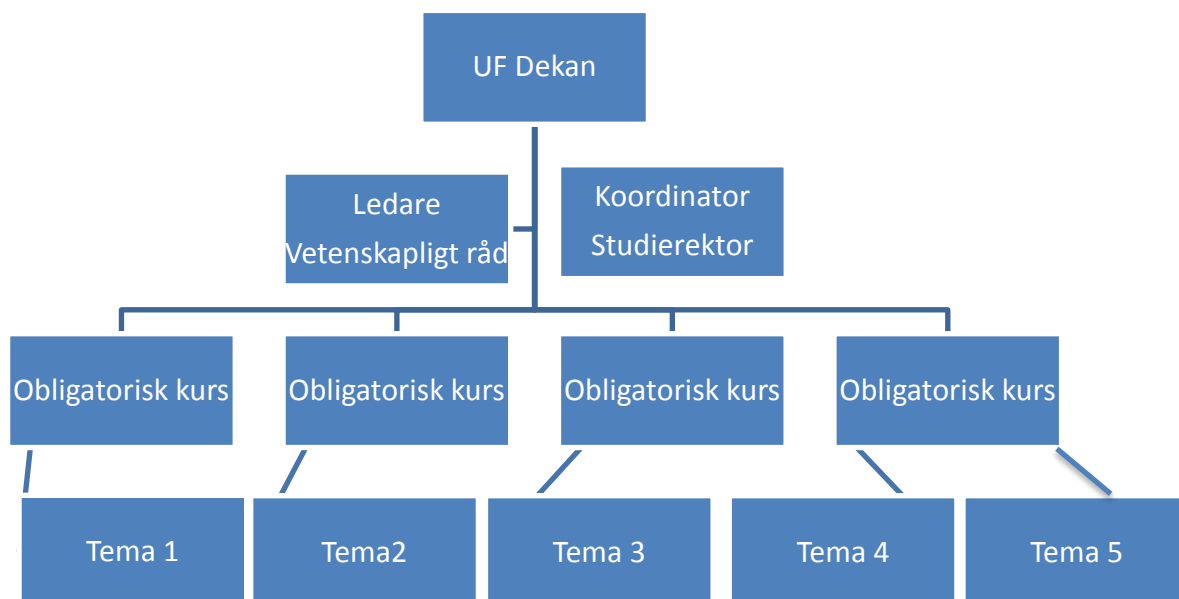 UF Dekan
Ledare
Vetenskapligt råd
Koordinator
Studierektor
Obligatorisk kurs
Obligatorisk kurs
Obligatorisk kurs
Obligatorisk kurs
Tema 1
Tema2
Tema 3
Tema 4
Tema 5